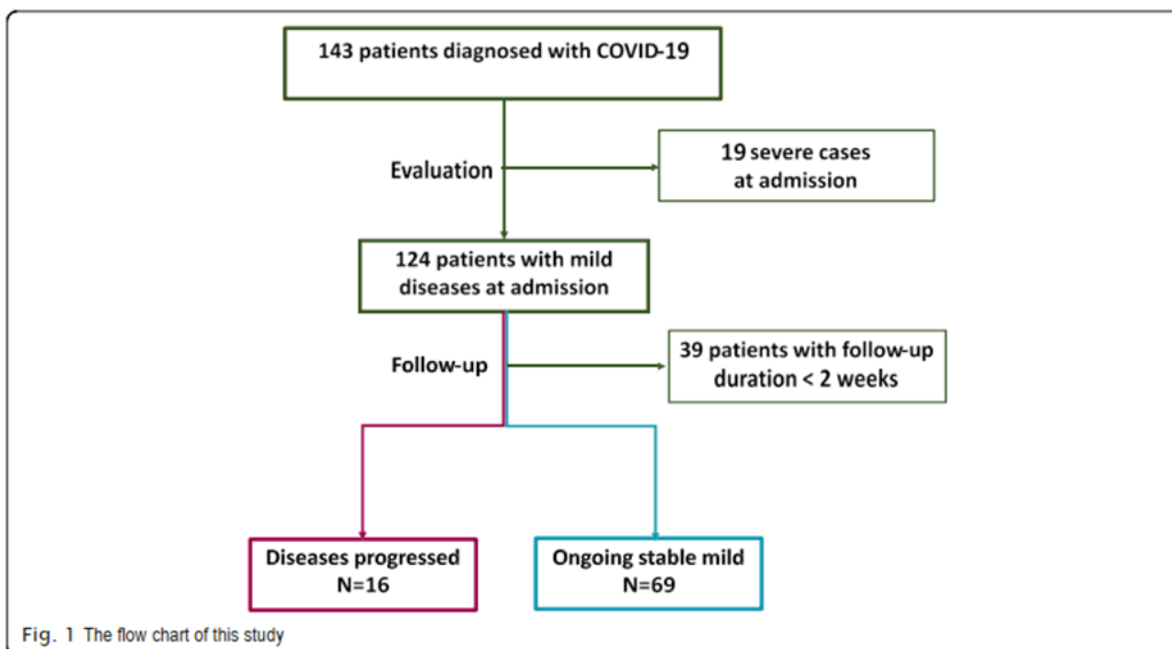 143 patients diagnosed with COVID-19
Evaluation
19 severe cases
at admission
124 patients with mild
diseases at admission
Follow-up
39 patients with follow-up
duration < 2 weeks
Diseases progressed
N=16
Ongoing stable mild
N=69
Fig. 1 The flow chart of this study